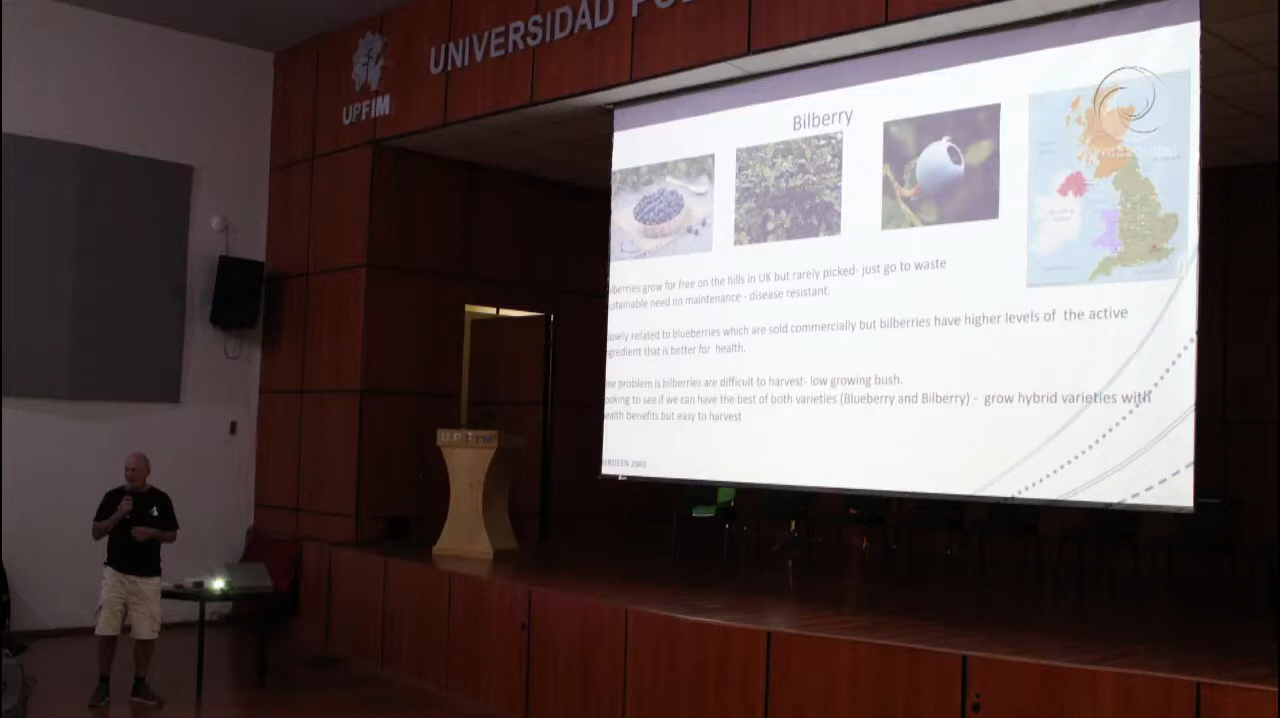 UNIVERSIDAD
UPFIM
Bilberry
berries grow for free on the hills in UK but rarely picked- just go to waste
ustainable need no maintenance - disease resistant.
osely related to blueberries which are sold commercially but bilberries have higher levels of the active
gredient that is better for health.
ne problem is bilberries are difficult to harvest- low growing bush.
ooking to see if we can have the best of both varieties (Blueberry and Bilberry) - grow hybrid varieties with
ealth benefits but easy to harvest
UPFIM